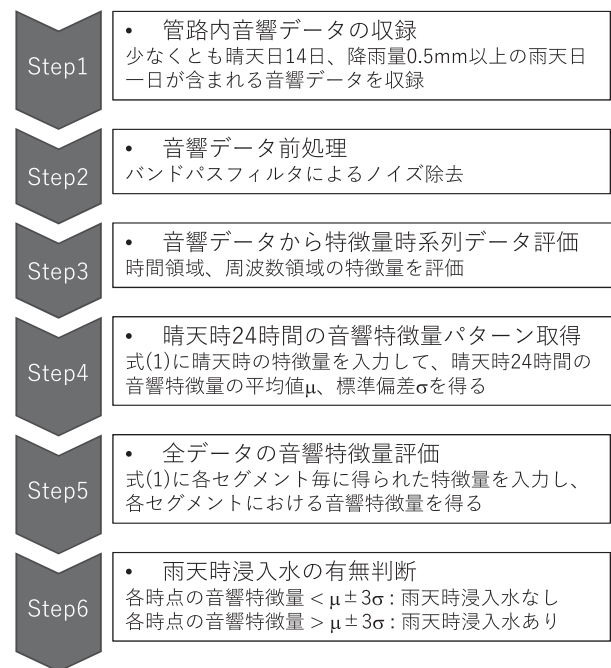 Step1
• 管路内音響データの収録
少なくとも晴天日14日、降雨量0.5mm以上の雨天日
一日が含まれる音響データを収録
Step2
• 音響データ前処理
バンドパスフィルタによるノイズ除去
Step3
• 音響データから特徴量時系列データ評価
時間領域、周波数領域の特徴量を評価
Step4
• 晴天時24時間の音響特徴量パターン取得
式(1)に晴天時の特徴量を入力して、晴天時24時間の
音響特徴量の平均値μ、標準偏差σを得る
Step5
• 全データの音響特徴量評価
式(1)に各セグメント毎に得られた特徴量を入力し、
各セグメントにおける音響特徴量を得る
Step6
• 雨天時浸入水の有無判断
各時点の音響特徴量 < μ ± 3σ : 雨天時浸入水なし
各時点の音響特徴量 > μ ± 3σ : 雨天時浸入水あり